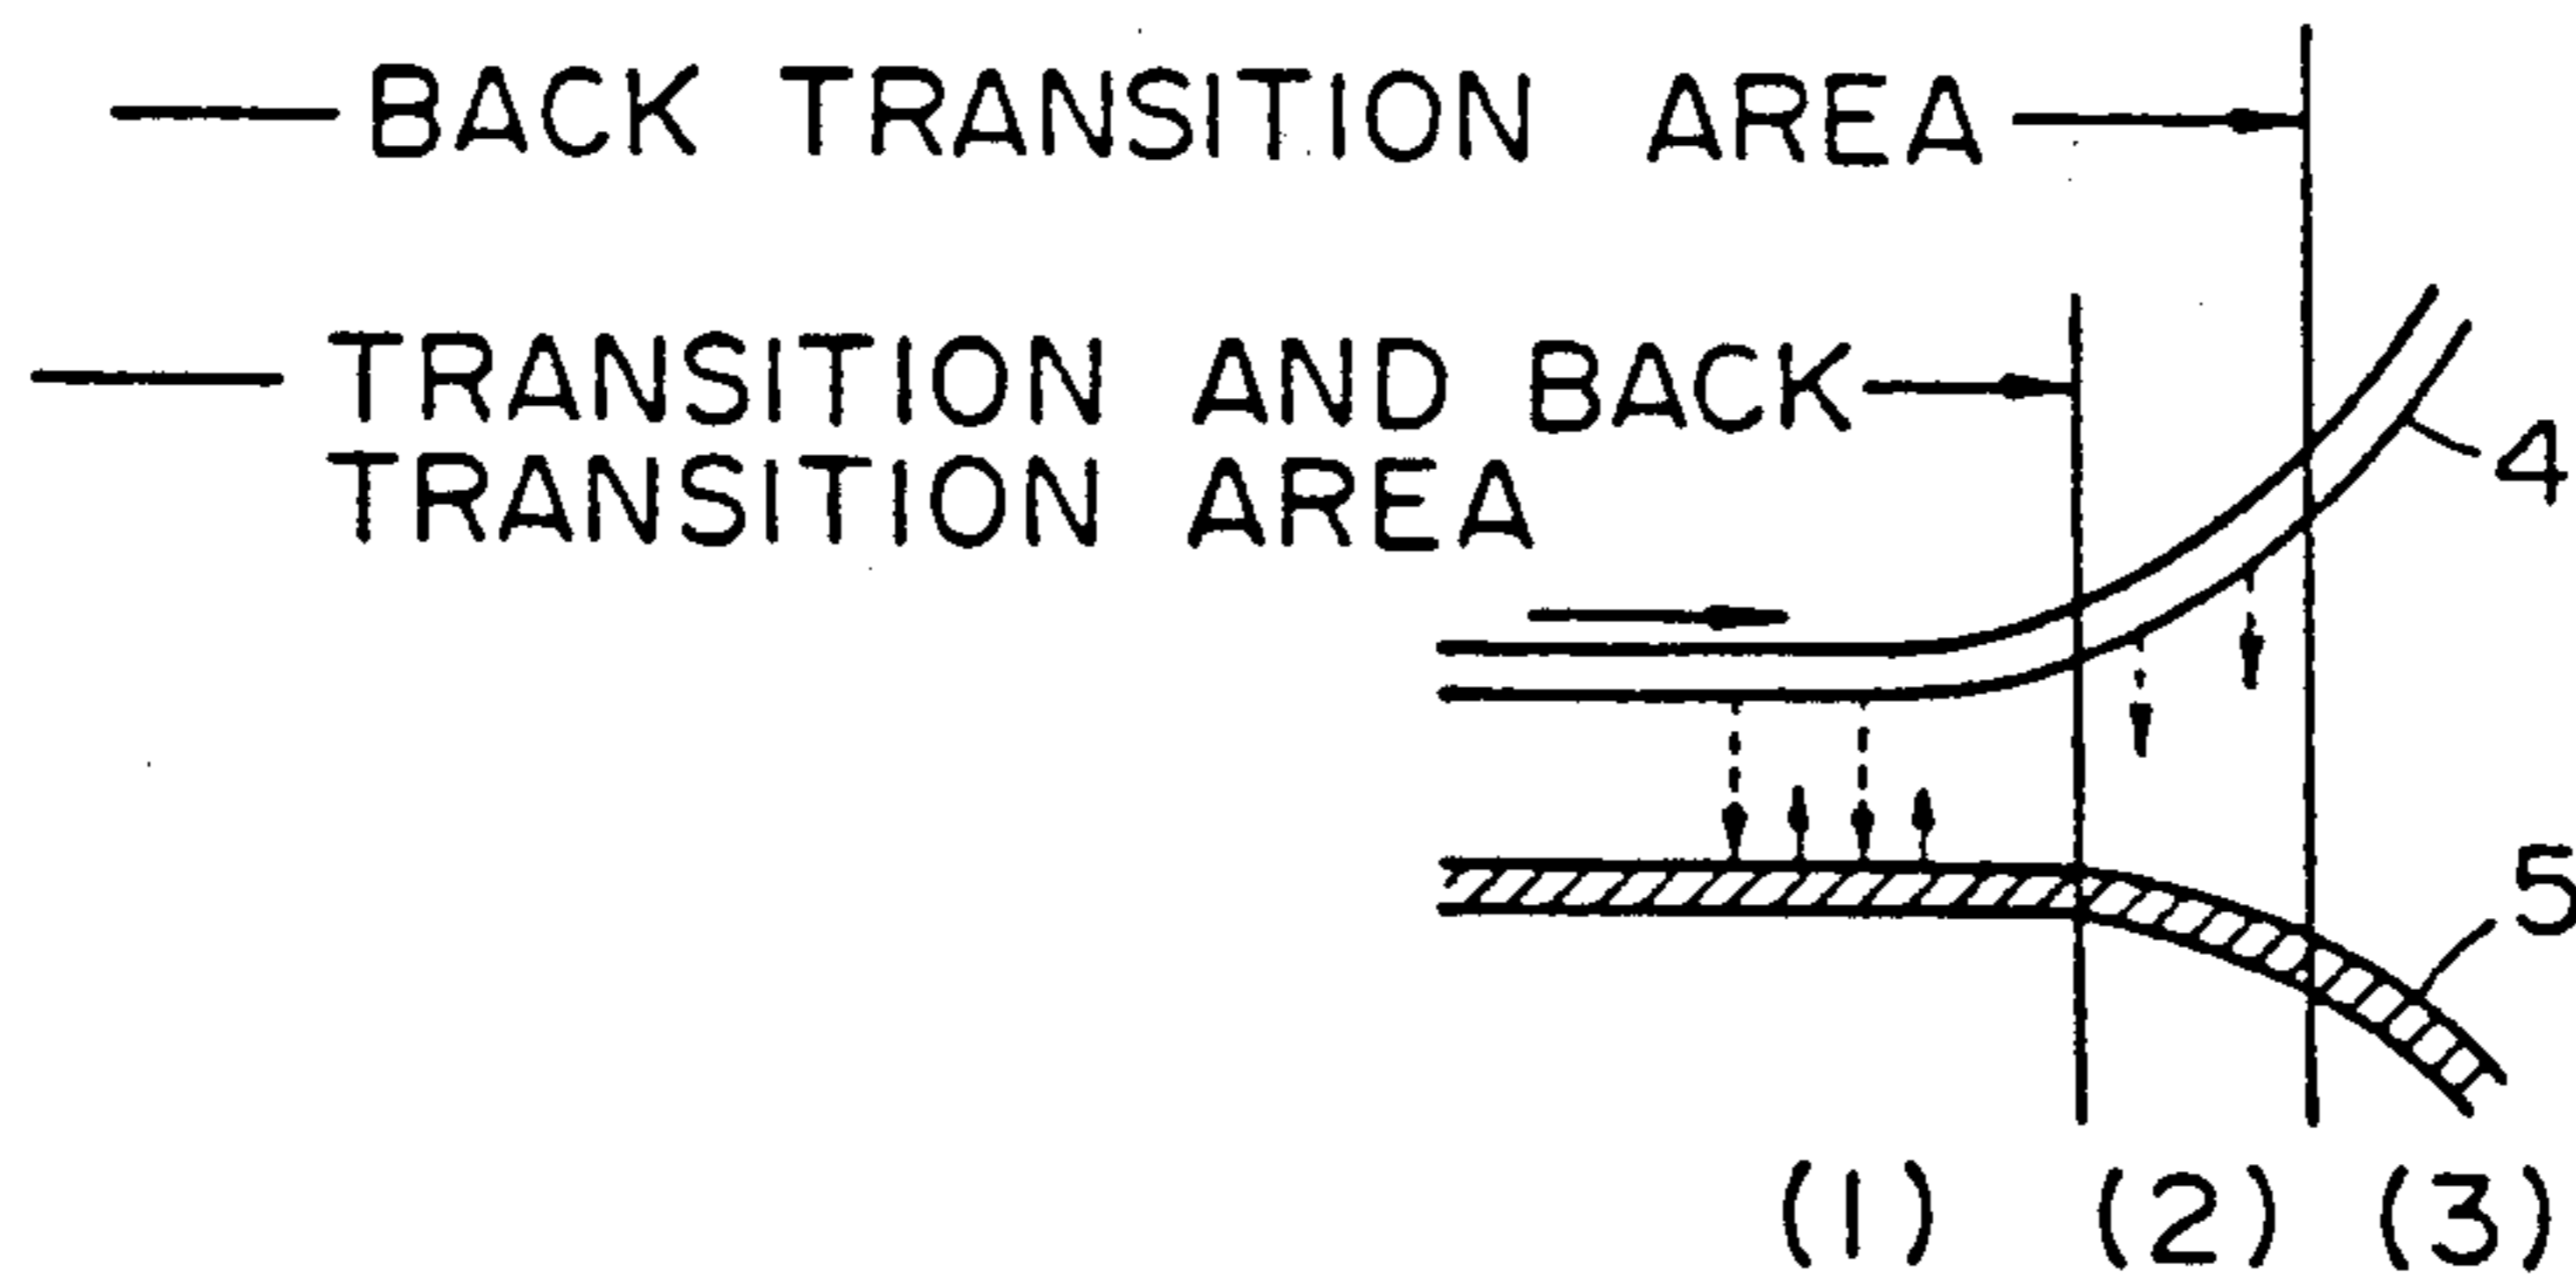 BACK TRANSITION AREA
TRANSITION AND BACK
TRANSITION AREA
4
5
(1) (2) (3)